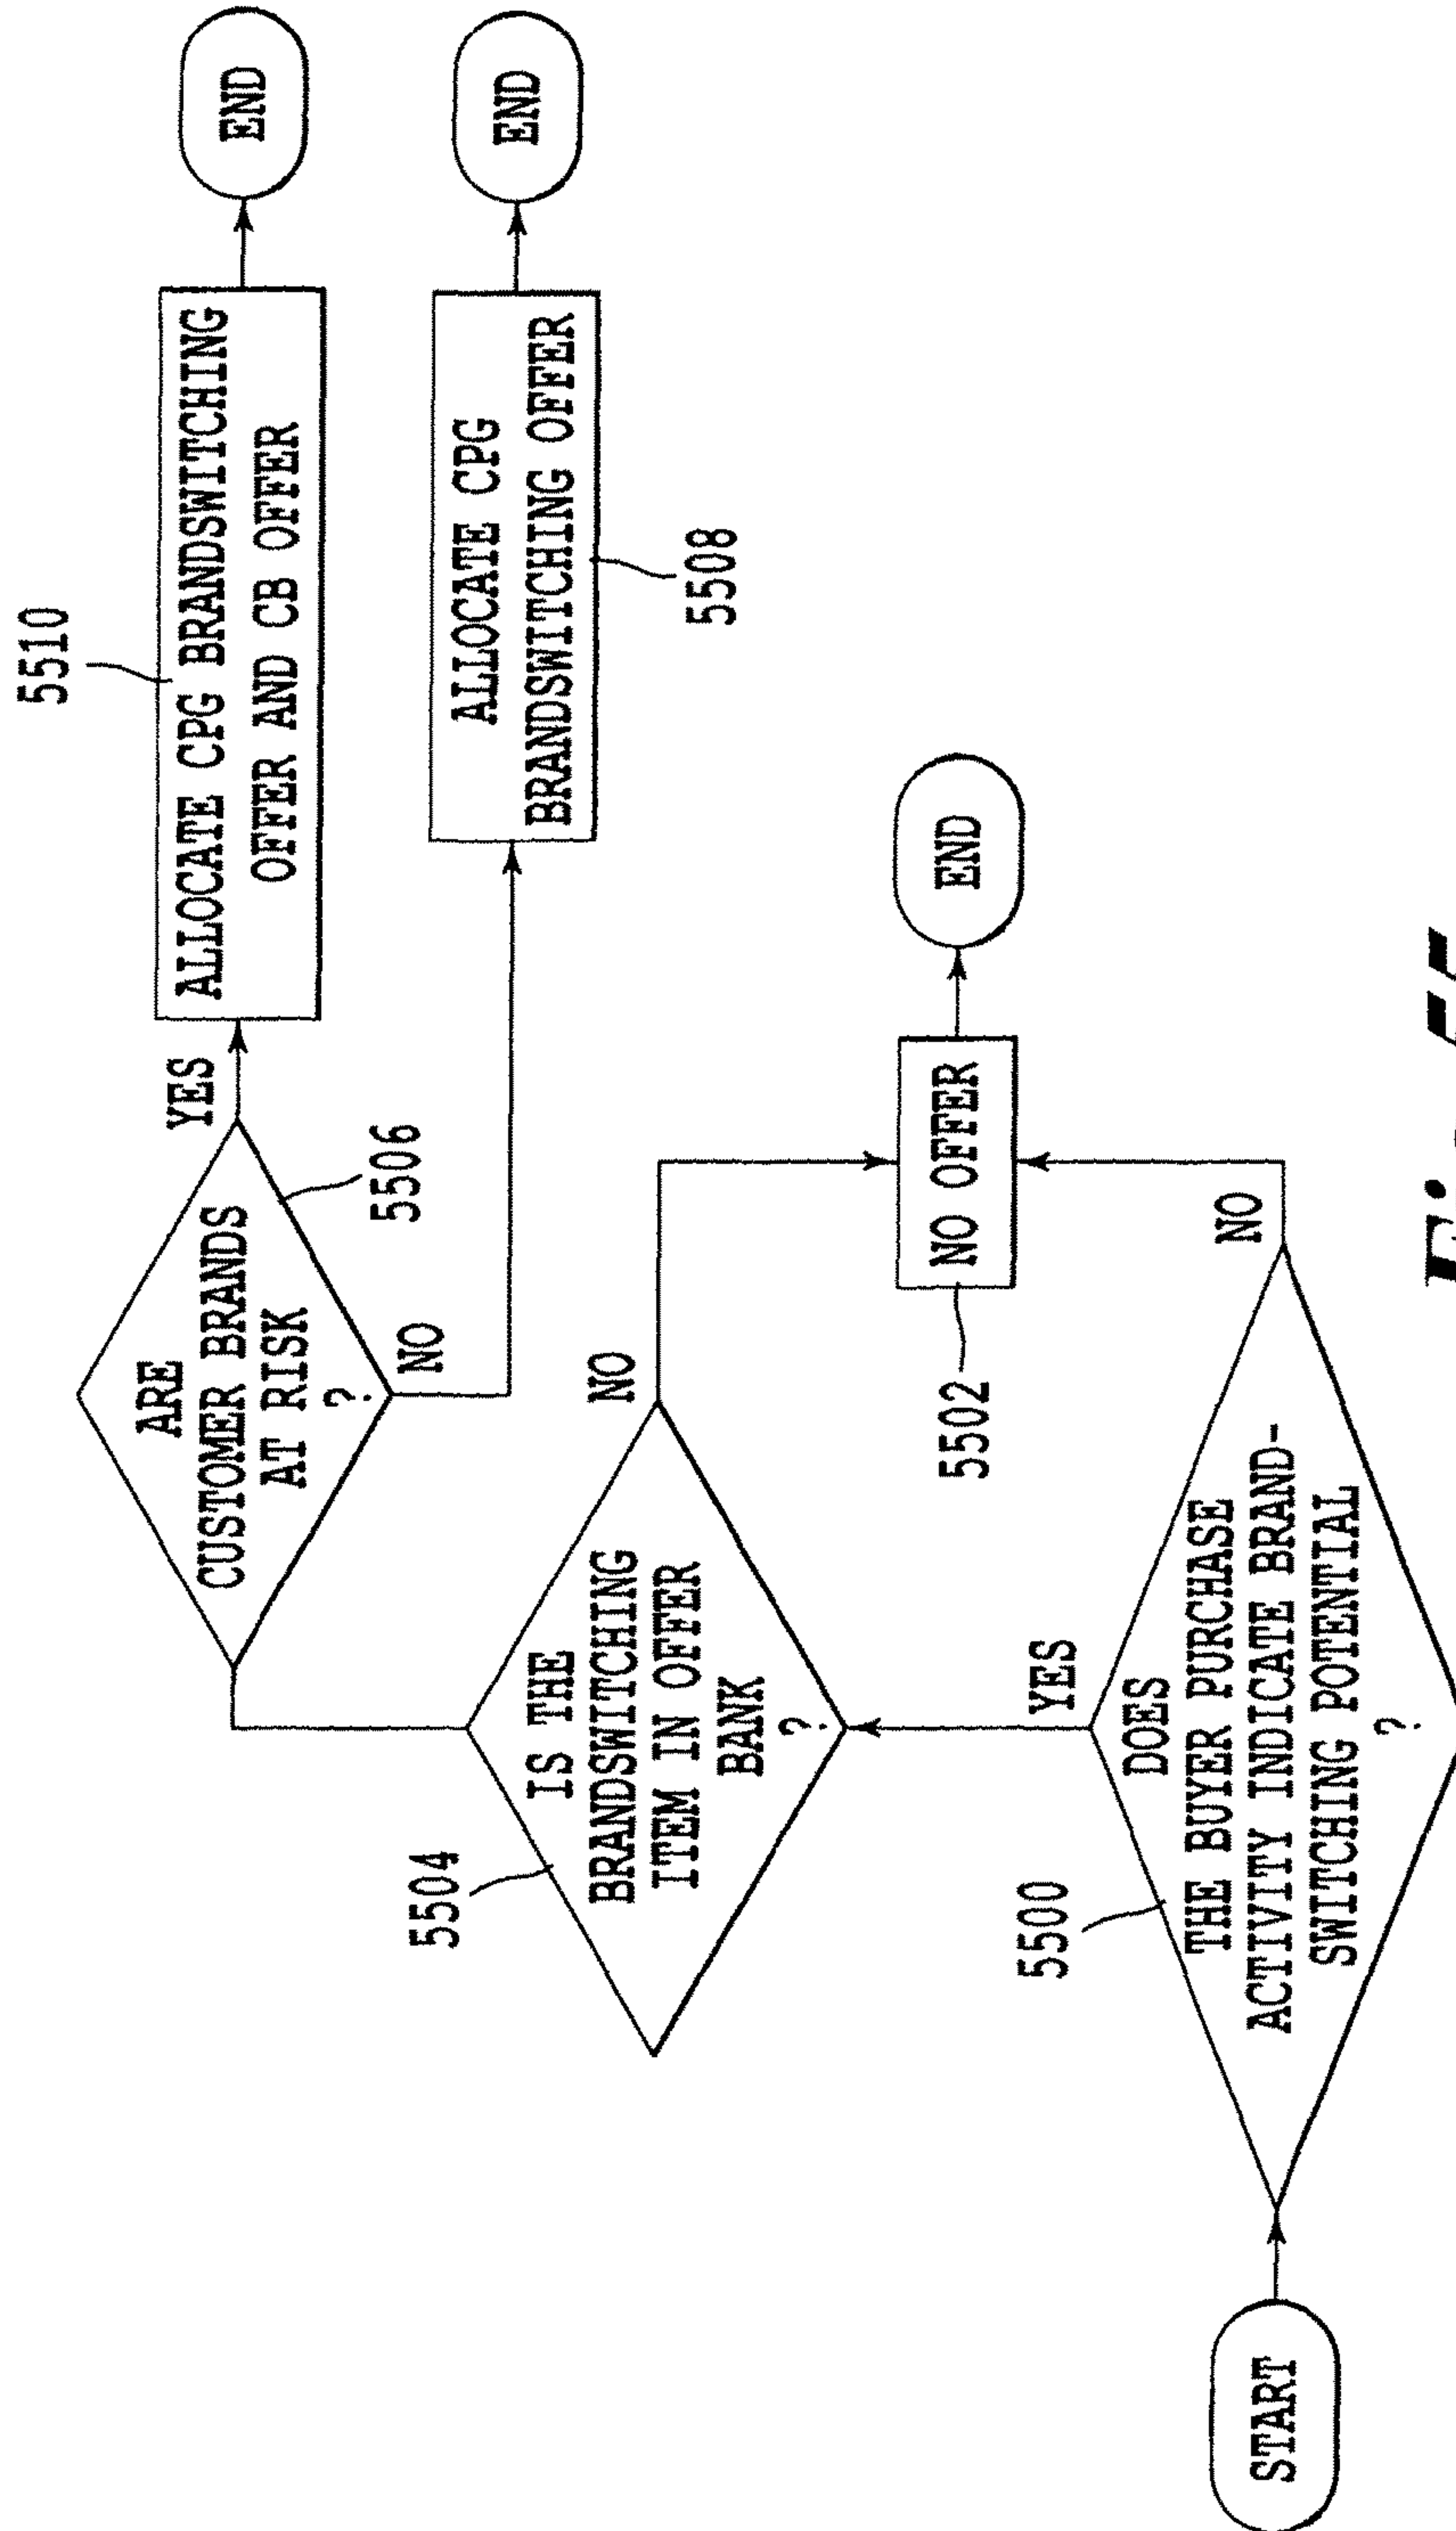 START
5500
DOES
THE BUYER PURCHASE
ACTIVITY INDICATE BRAND-
SWITCHING POTENTIAL
?
YES
NO
5504
IS THE
BRANDSWITCHING
ITEM IN OFFER
BANK
?
NO
5502
NO OFFER
END
ARE
CUSTOMER BRANDS
AT RISK
?
5506
YES
NO
5510
ALLOCATE CPG BRANDSWITCHING
OFFER AND CB OFFER
END
ALLOCATE CPG
BRANDSWITCHING OFFER
5508
END